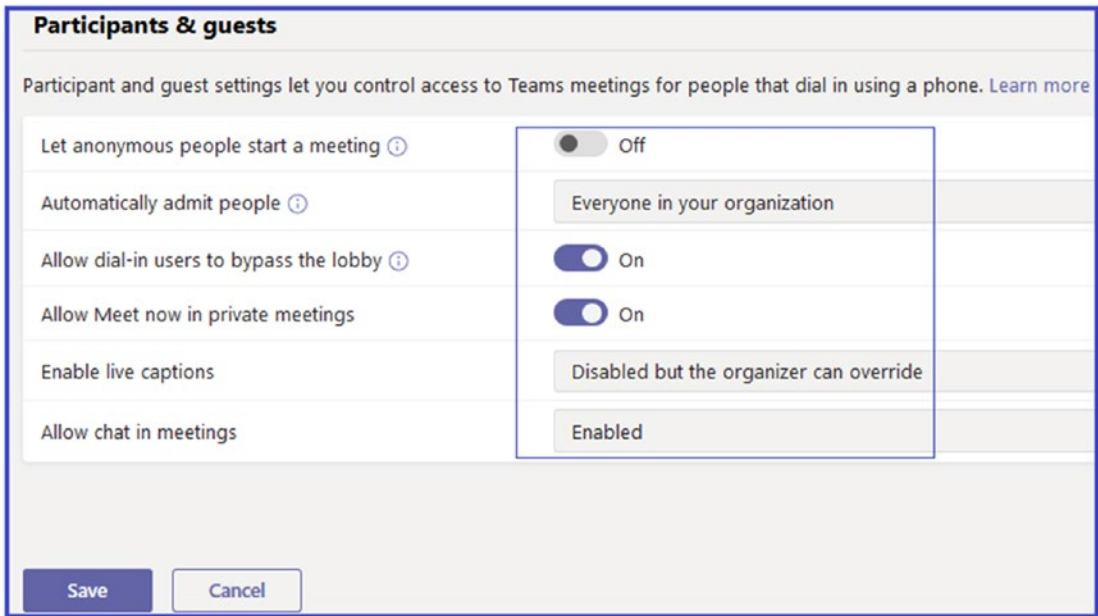 Participants & guests
Participant and guest settings let you control access to Teams meetings for people that dial in using a phone. Learn more
Let anonymous people start a meeting
Off
Automatically admit people
Everyone in your organization
Allow dial-in users to bypass the lobby
On
Allow Meet now in private meetings
On
Enable live captions
Disabled but the organizer can override
Allow chat in meetings
Enabled
Save
Cancel